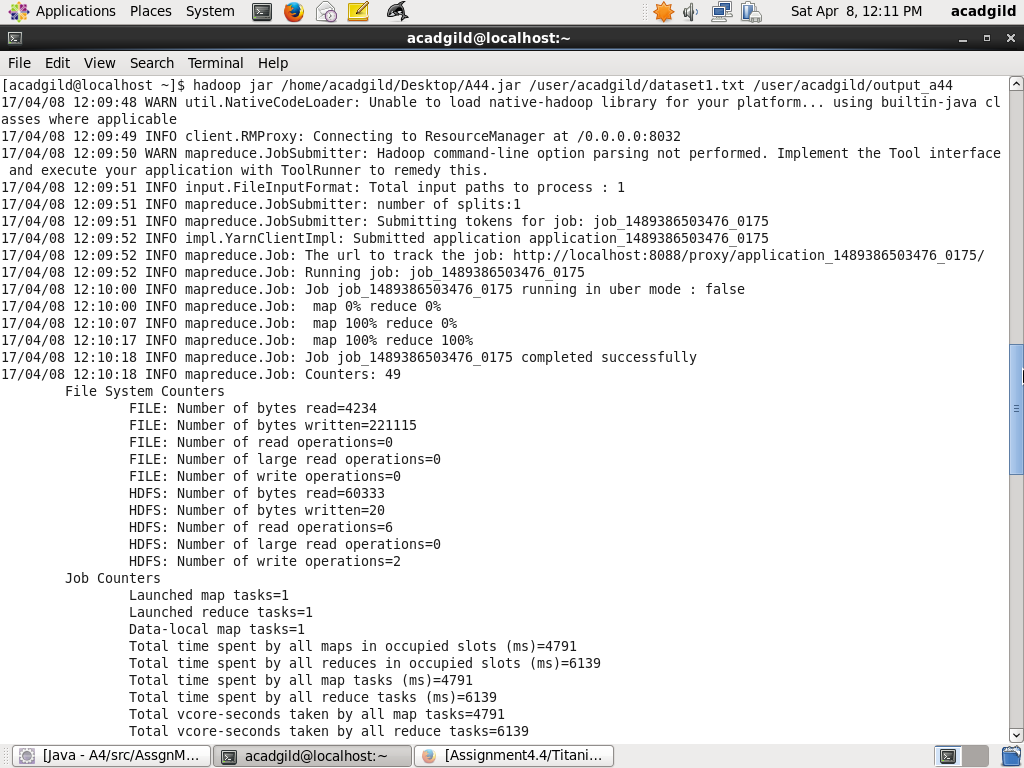 Applications Places System Sat Apr 8, 12:11 PM acadgild
acadgild@localhost:~
File Edit View Search Terminal Help
[acadgild@localhost ~]$ hadoop jar /home/acadgild/Desktop/A44.jar /user/acadgild/dataset1.txt /user/acadgild/output_a44
17/04/08 12:09:48 WARN util.NativeCodeLoader: Unable to load native-hadoop library for your platform... using builtin-java cl
asses where applicable
17/04/08 12:09:49 INFO client.RMProxy: Connecting to ResourceManager at /0.0.0.0:8032
17/04/08 12:09:50 WARN mapreduce.JobSubmitter: Hadoop command-line option parsing not performed. Implement the Tool interface
 and execute your application with ToolRunner to remedy this.
17/04/08 12:09:51 INFO input.FileInputFormat: Total input paths to process : 1
17/04/08 12:09:51 INFO mapreduce.JobSubmitter: number of splits:1
17/04/08 12:09:51 INFO mapreduce.JobSubmitter: Submitting tokens for job: job_1489386503476_0175
17/04/08 12:09:52 INFO impl.YarnClientImpl: Submitted application application_1489386503476_0175
17/04/08 12:09:52 INFO mapreduce.Job: The url to track the job: http://localhost:8088/proxy/application_1489386503476_0175/
17/04/08 12:09:52 INFO mapreduce.Job: Running job: job_1489386503476_0175
17/04/08 12:10:00 INFO mapreduce.Job: Job job_1489386503476_0175 running in uber mode : false
17/04/08 12:10:00 INFO mapreduce.Job:  map 0% reduce 0%
17/04/08 12:10:07 INFO mapreduce.Job:  map 100% reduce 0%
17/04/08 12:10:17 INFO mapreduce.Job:  map 100% reduce 100%
17/04/08 12:10:18 INFO mapreduce.Job: Job job_1489386503476_0175 completed successfully
17/04/08 12:10:18 INFO mapreduce.Job: Counters: 49
File System Counters
FILE: Number of bytes read=4234
FILE: Number of bytes written=221115
FILE: Number of read operations=0
FILE: Number of large read operations=0
FILE: Number of write operations=0
HDFS: Number of bytes read=60333
HDFS: Number of bytes written=20
HDFS: Number of read operations=6
HDFS: Number of large read operations=0
HDFS: Number of write operations=2
Job Counters
Launched map tasks=1
Launched reduce tasks=1
Data-local map tasks=1
Total time spent by all maps in occupied slots (ms)=4791
Total time spent by all reduces in occupied slots (ms)=6139
Total time spent by all map tasks (ms)=4791
Total time spent by all reduce tasks (ms)=6139
Total vcore-seconds taken by all map tasks=4791
Total vcore-seconds taken by all reduce tasks=6139
[Java - A4/src/AssgnM... acadgild@localhost:~ [Assignment4.4/Titani...